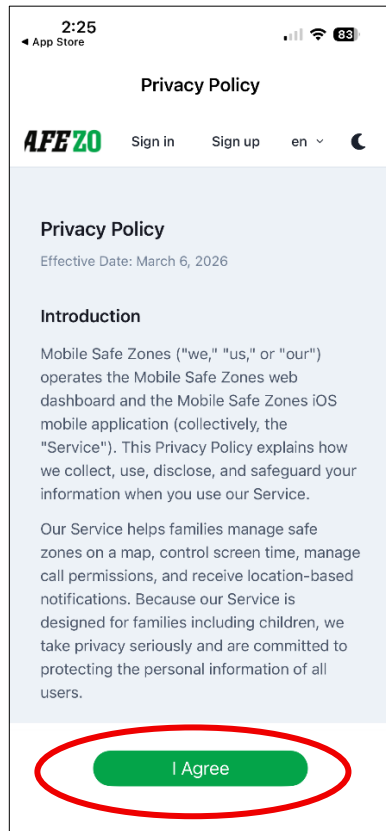 2:25
◀ App Store
83
Privacy Policy
AFE ZO
Sign in
Sign up
en
Privacy Policy
Effective Date: March 6, 2026
Introduction
Mobile Safe Zones ("we," "us," or "our")
operates the Mobile Safe Zones web
dashboard and the Mobile Safe Zones iOS
mobile application (collectively, the
"Service"). This Privacy Policy explains how
we collect, use, disclose, and safeguard your
information when you use our Service.
Our Service helps families manage safe
zones on a map, control screen time, manage
call permissions, and receive location-based
notifications. Because our Service is
designed for families including children, we
take privacy seriously and are committed to
protecting the personal information of all
users.
I Agree